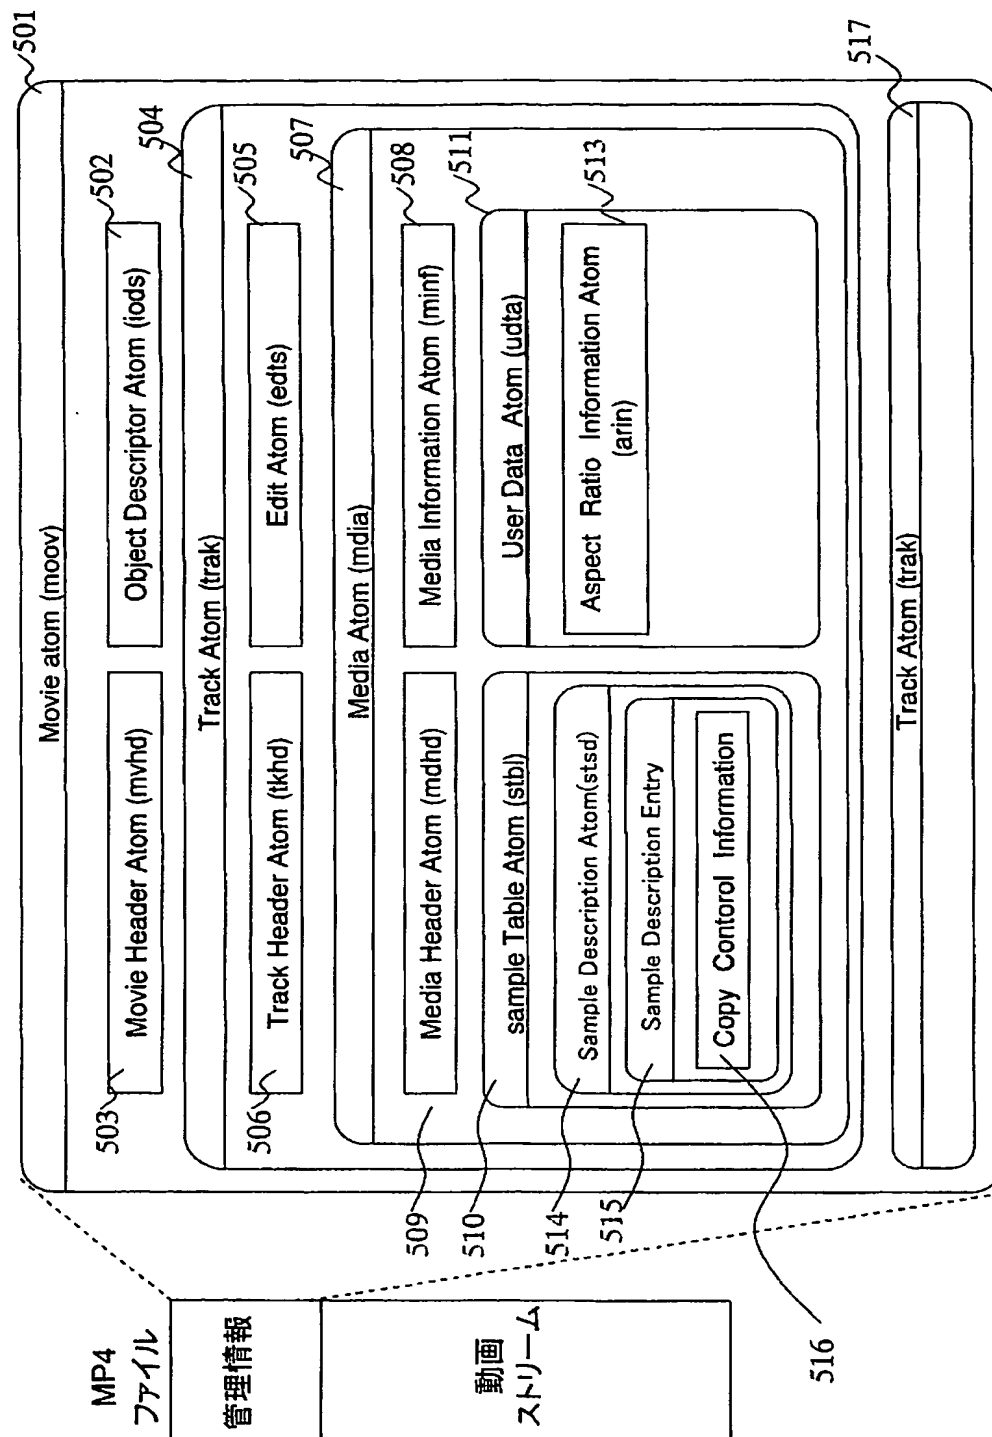 MP4
ファイル
管理情報
動画
ストリーム
501
Movie atom (moov)
503
Movie Header Atom (mvhd)
502
Object Descriptor Atom (iods)
504
Track Atom (trak)
506
Track Header Atom (tkhd)
505
Edit Atom (edts)
507
Media Atom (mdia)
509
Media Header Atom (mdhd)
508
Media Information Atom (minf)
510
sample Table Atom (stbl)
511
User Data Atom (udta)
514
Sample Description Atom(stsd)
513
Aspect Ratio Information Atom
(arin)
515
Sample Description Entry
516
Copy Contorol Information
517
Track Atom (trak)